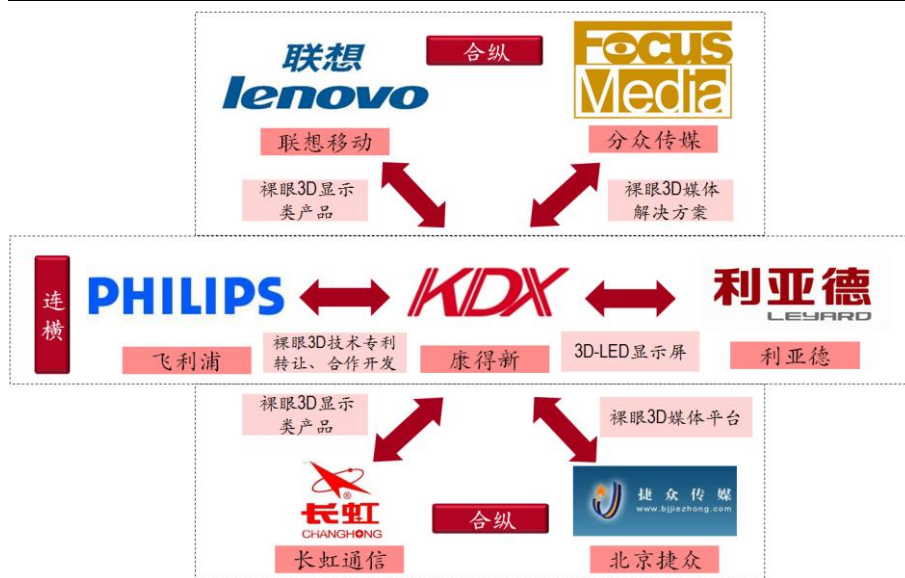 联想
lenovo
合纵
Focus
Media
联想移动
分众传媒
裸眼3D显示
类产品
裸眼3D媒体
解决方案
连横
PHILIPS
KDX
利亚德
LEYARD
飞利浦
裸眼3D技术专利
转让、合作开发
康得新
3D-LED显示屏
利亚德
裸眼3D显示
类产品
裸眼3D媒体平台
®
长虹
CHANGHONG
合纵
捷众传媒
www.bjjiezhong.com
长虹通信
北京捷众